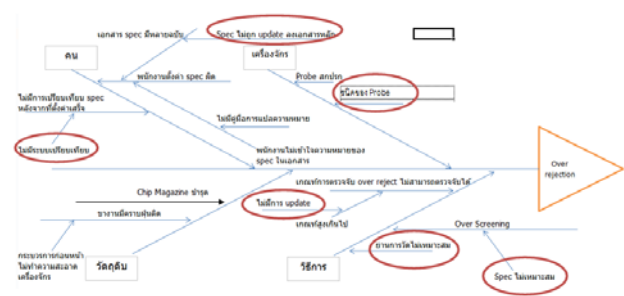 เอกสาร spec มีหลายฉบับ
Spec ไม่ถูก update ลงเอกสารหลัก
คน
เครื่องจักร
พนักงานตั้งค่า spec ผิด
Probe สกปรก
ชนิดของ Probe
ไม่มีการเปรียบเทียบ spec
หลังจากที่ตั้งค่าเสร็จ
ไม่มีคู่มือการแปลความหมาย
ไม่มีระบบเปรียบเทียบ
พนักงานไม่เข้าใจความหมายของ
spec ในเอกสาร
Over
rejection
เกณฑ์การตรวจจับ over reject ไม่สามารถตรวจจับได้
Chip Magazine ชำรุด
ไม่มีการ update
ขางานมีคราบฝุ่นติด
เกณฑ์สูงเกินไป
Over Screening
ย่านการวัดไม่เหมาะสม
กระบวนการก่อนหน้า
ไม่ทำความสะอาด
เครื่องจักร
วัตถุดิบ
วิธีการ
Spec ไม่เหมาะสม